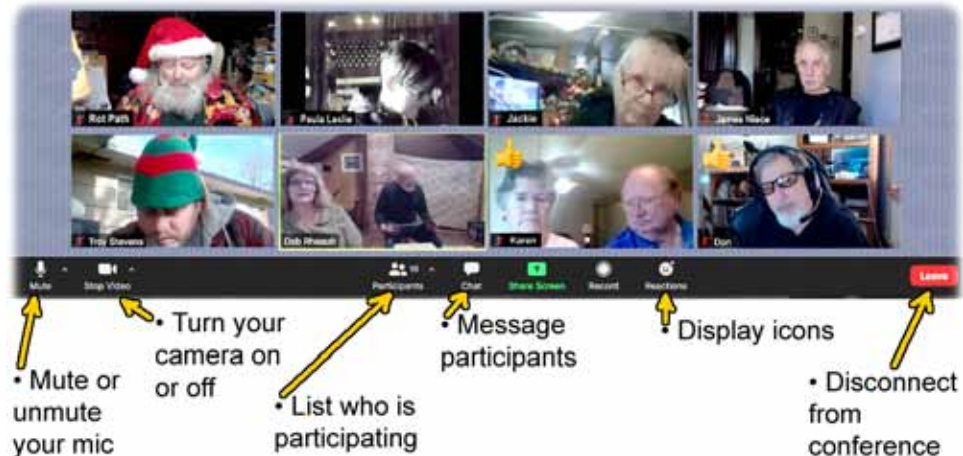 Rot Path
Paula Leslie
Jackie
James Niece
Troy Stevens
Deb Rheault
Karen
Don
Mute
Stop Video
Participants
Chat
Share Screen
Record
Reactions
Leave
• Mute or
unmute
your mic
• Turn your
camera on
or off
• List who is
participating
• Message
participants
• Display icons
• Disconnect
from
conference